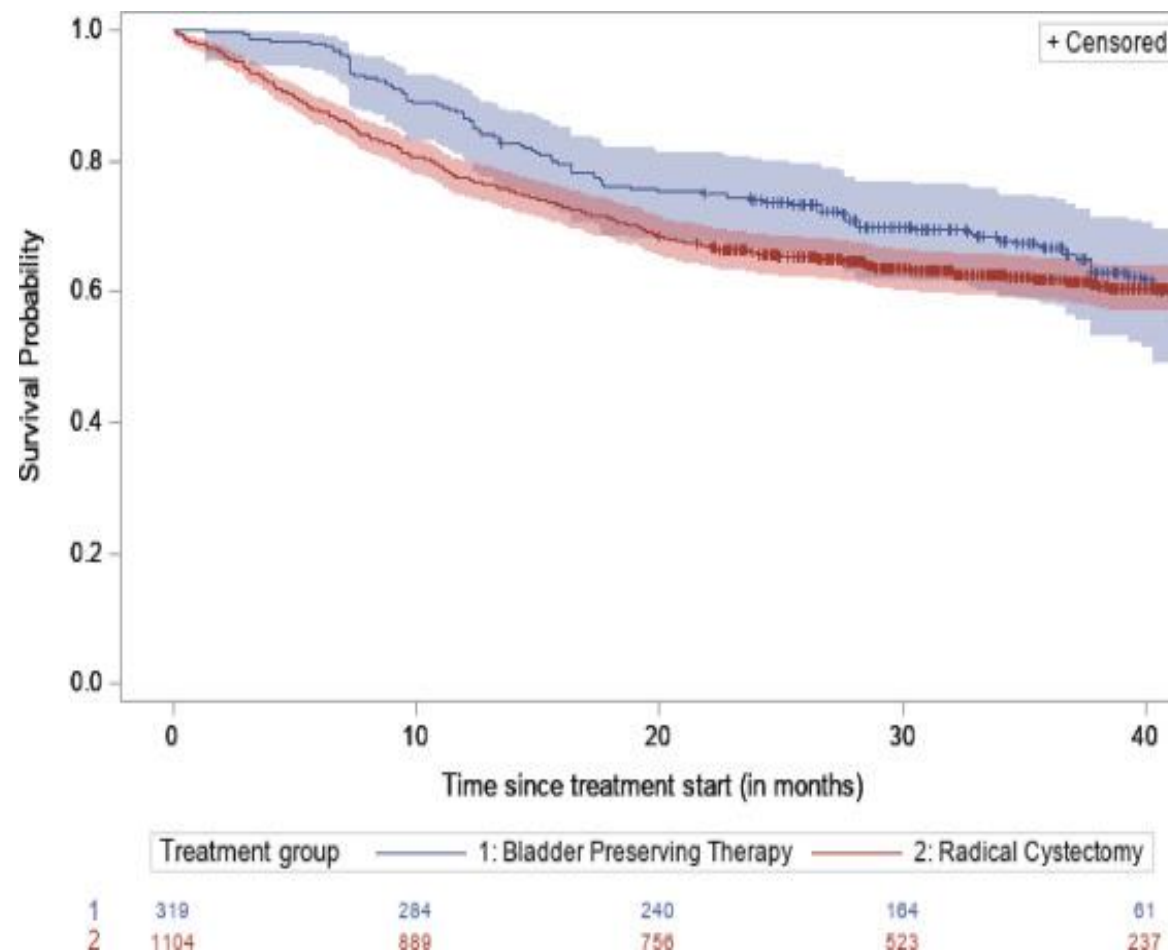 + Censored
1.0
0.8
0.6
0.4
0.2
0.0
Survival Probability
0 10 20 30 40
Time since treatment start (in months)
Treatment group 1: Bladder Preserving Therapy 2: Radical Cystectomy
1 319 284 240 164 61
2 1104 889 756 523 237